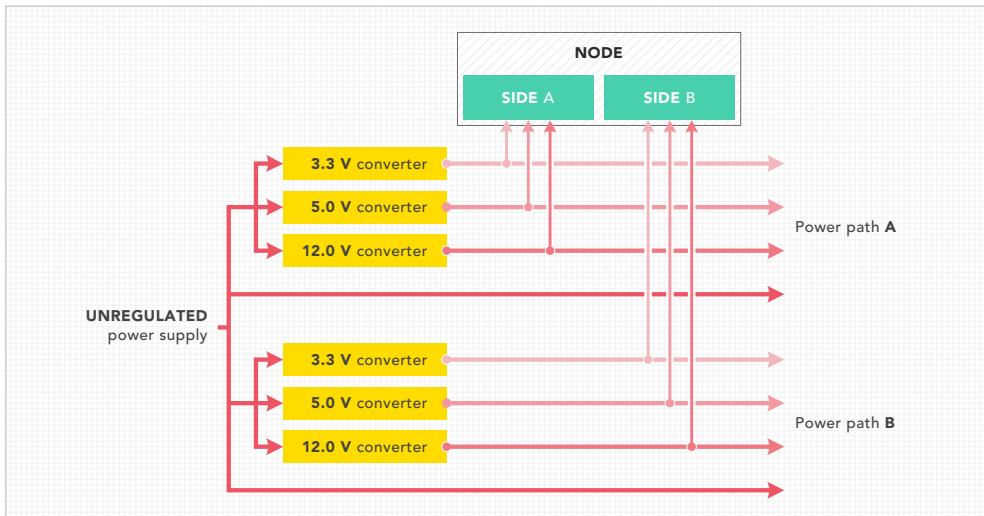 NODE
SIDE A
SIDE B
3.3 V converter
5.0 V converter
12.0 V converter
Power path A
UNREGULATED
power supply
3.3 V converter
5.0 V converter
12.0 V converter
Power path B